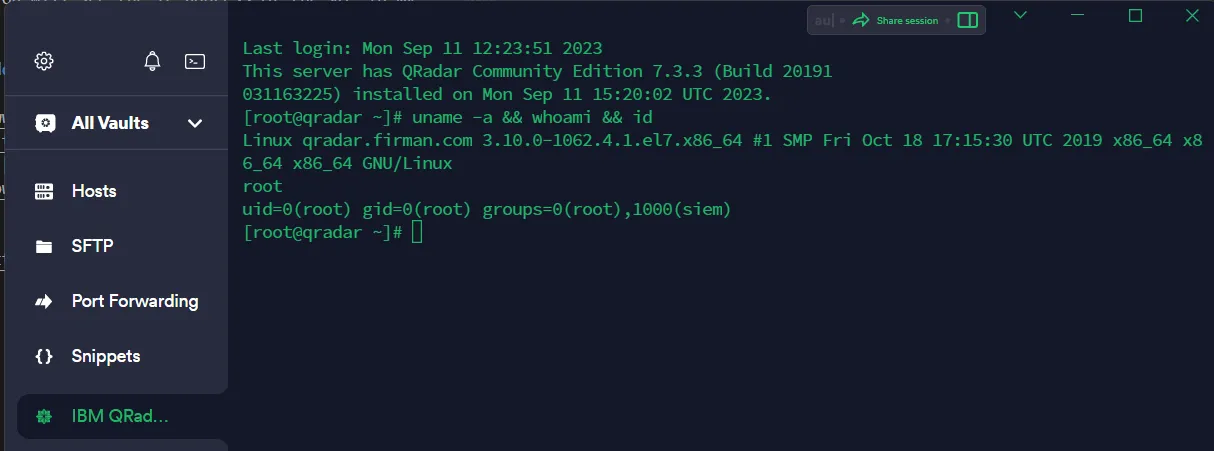 Share session
All Vaults
Hosts
SFTP
Port Forwarding
Snippets
IBM QRad...
Last login: Mon Sep 11 12:23:51 2023
This server has QRadar Community Edition 7.3.3 (Build 20191
031163225) installed on Mon Sep 11 15:20:02 UTC 2023.
[root@qradar ~]# uname -a && whoami && id
Linux qradar.firman.com 3.10.0-1062.4.1.el7.x86_64 #1 SMP Fri Oct 18 17:15:30 UTC 2019 x86_64 x8
6_64 x86_64 GNU/Linux
root
uid=0(root) gid=0(root) groups=0(root),1000(siem)
[root@qradar ~]#